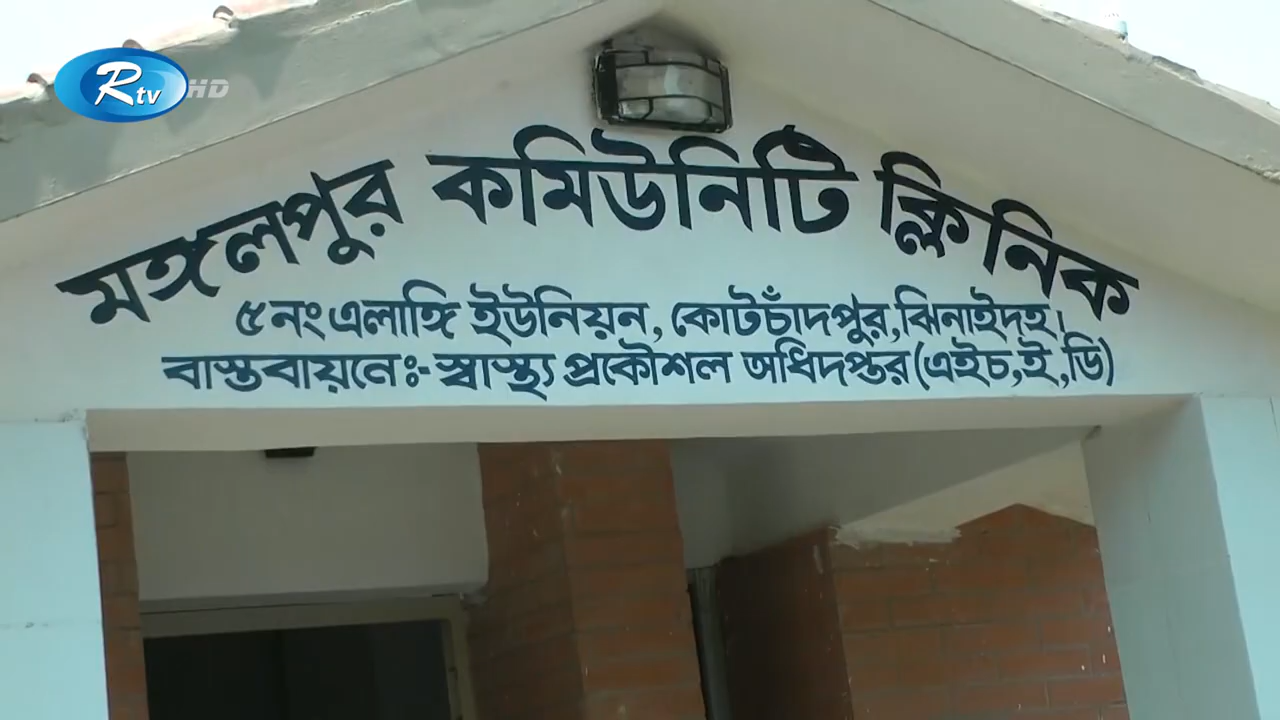 Rtv HD
মঙ্গলপুর কমিউনিটি ক্লিনিক
৫নং এলাঙ্গি ইউনিয়ন, কোটচাঁদপুর, ঝিনাইদহ।
বাস্তবায়নেঃ- স্বাস্থ্য প্রকৌশল অধিদপ্তর (এইচ,ই,ডি)